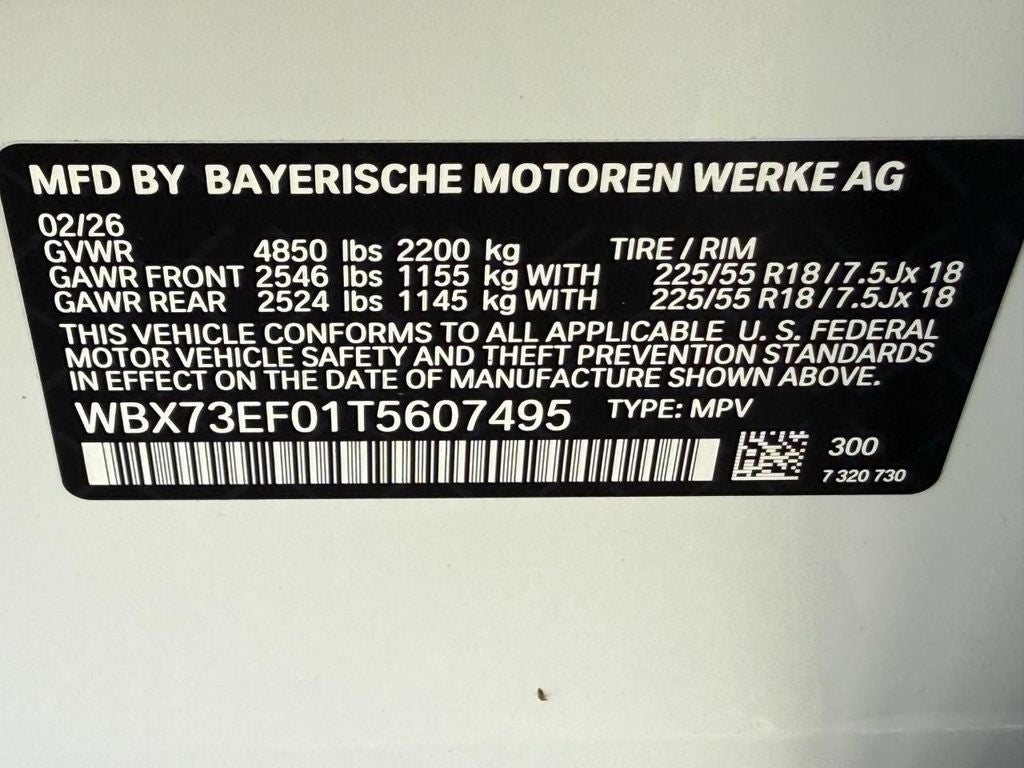 MFD BY BAYERISCHE MOTOREN WERKE AG
02/26
GVWR 4850 lbs 2200 kg TIRE / RIM
GAWR FRONT 2546 lbs 1155 kg WITH 225/55 R18 / 7.5Jx 18
GAWR REAR 2524 lbs 1145 kg WITH 225/55 R18 / 7.5Jx 18
THIS VEHICLE CONFORMS TO ALL APPLICABLE U. S. FEDERAL
MOTOR VEHICLE SAFETY AND THEFT PREVENTION STANDARDS
IN EFFECT ON THE DATE OF MANUFACTURE SHOWN ABOVE.
WBX73EF01T5607495 TYPE: MPV
300
7 320 730